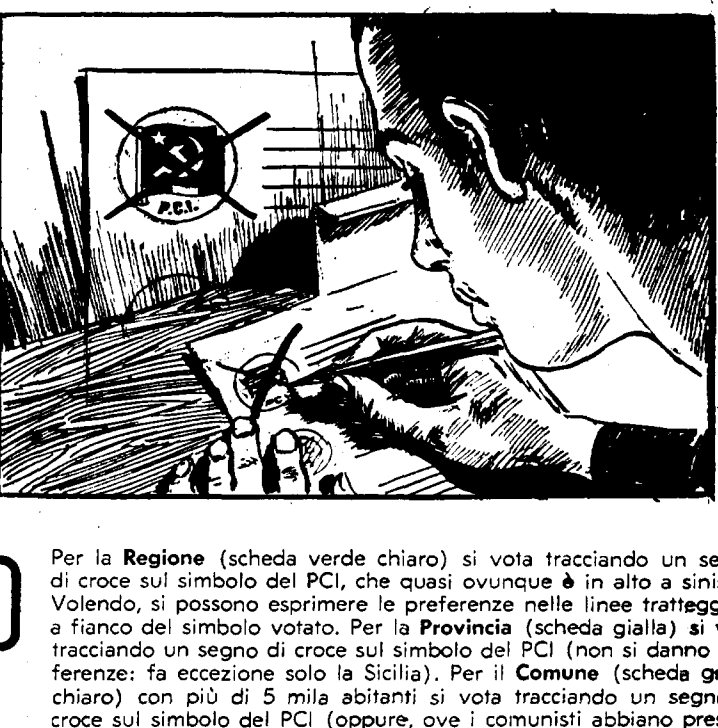 P.C.I.
Per la Regione (scheda verde chiaro) si vota tracciando un se
di croce sul simbolo del PCI, che quasi ovunque è in alto a sinis
Volendo, si possono esprimere le preferenze nelle linee trattegg
a fianco del simbolo votato. Per la Provincia (scheda gialla) si v
tracciando un segno di croce sul simbolo del PCI (non si danno
ferenze: fa eccezione solo la Sicilia). Per il Comune (scheda gr
chiaro) con più di 5 mila abitanti si vota tracciando un segn
croce sul simbolo del PCI (oppure, ove i comunisti abbiano pre